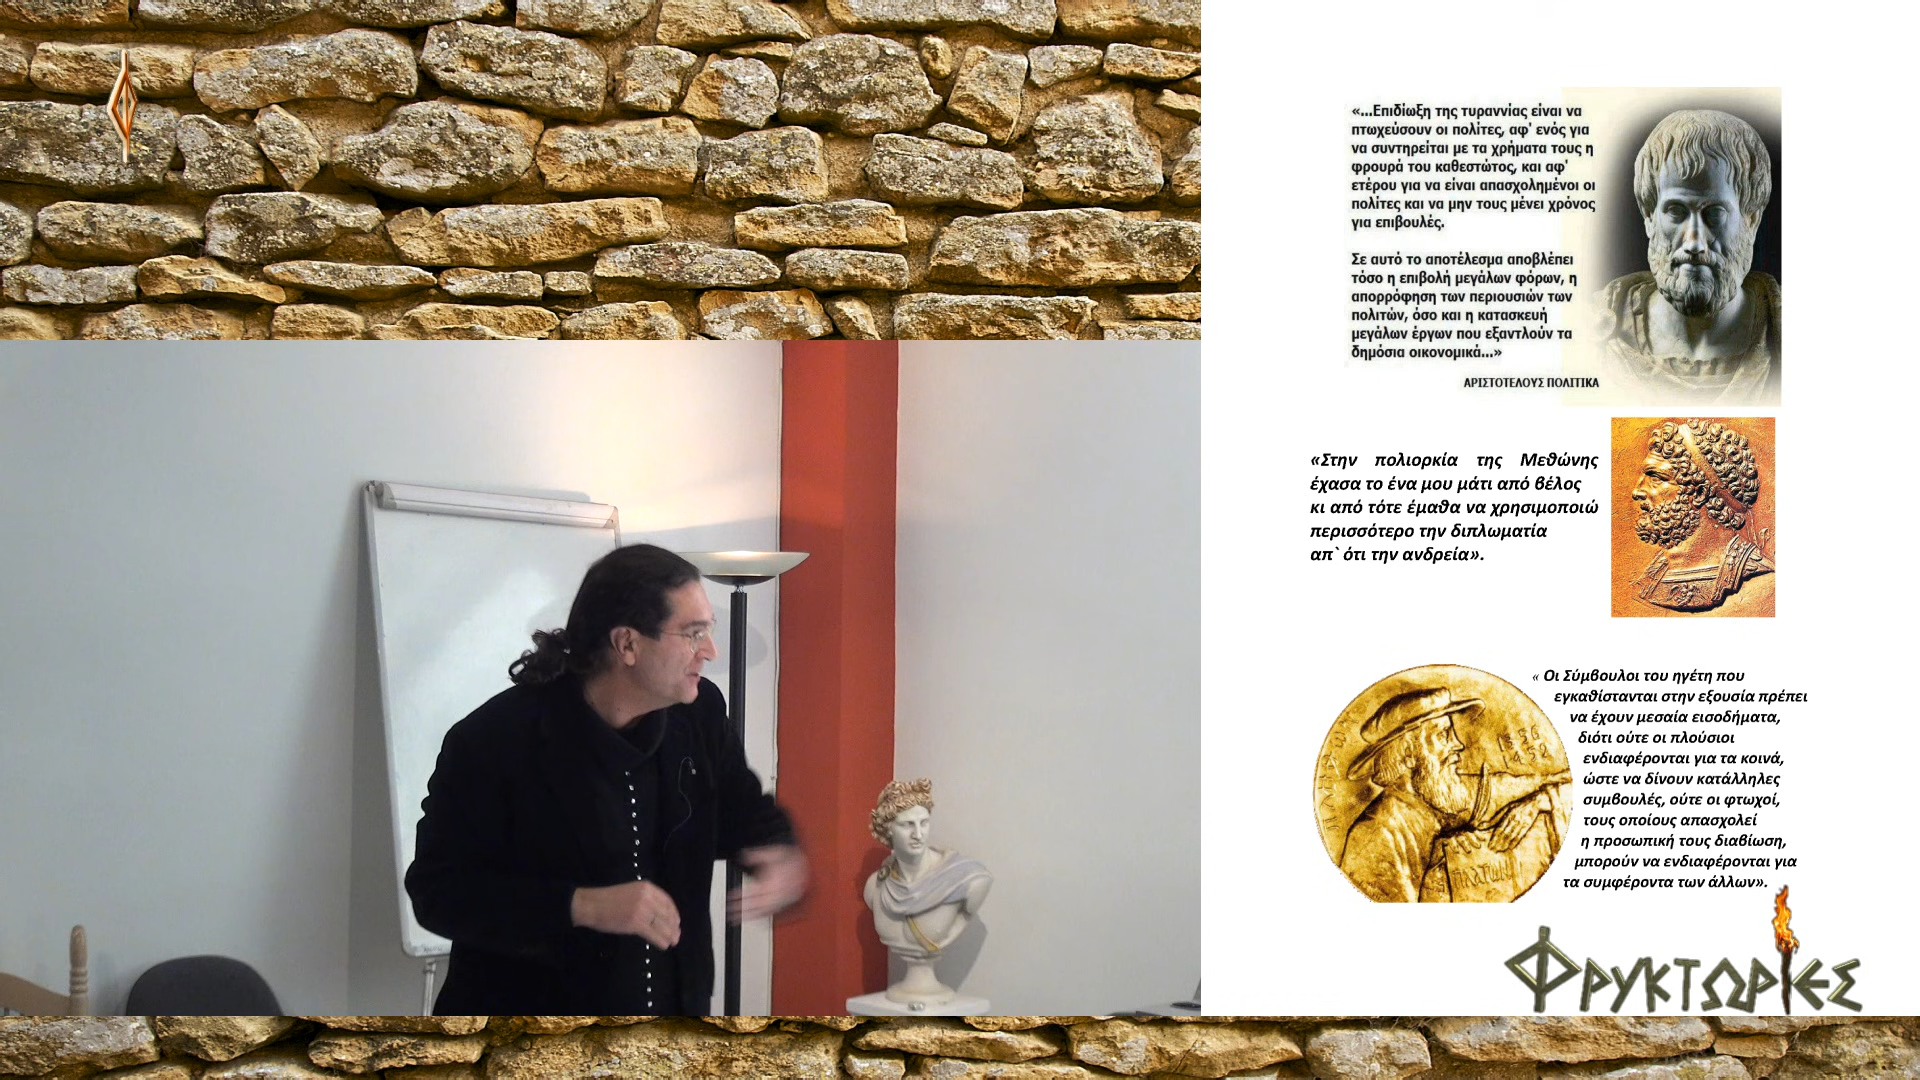 «...Επιδίωξη της τυραννίας είναι να
πτωχεύσουν οι πολίτες, αφ' ενός για
να συντηρείται με τα χρήματα τους η
φρουρά του καθεστώτος, και αφ'
ετέρου για να είναι απασχολημένοι οι
πολίτες και να μην τους μένει χρόνος
για επιβουλές.
Σε αυτό το αποτέλεσμα αποβλέπει
τόσο η επιβολή μεγάλων φόρων, η
απορρόφηση των περιουσιών των
πολιτών, όσο και η κατασκευή
μεγάλων έργων που εξαντλούν τα
δημόσια οικονομικά...»
ΑΡΙΣΤΟΤΕΛΟΥΣ ΠΟΛΙΤΙΚΑ
«Στην πολιορκία της Μεθώνης
έχασα το ένα μου μάτι από βέλος
κι από τότε έμαθα να χρησιμοποιώ
περισσότερο την διπλωματία
απ` ότι την ανδρεία».
« Οι Σύμβουλοι του ηγέτη που
εγκαθίστανται στην εξουσία πρέπει
να έχουν μεσαία εισοδήματα,
διότι ούτε οι πλούσιοι
ενδιαφέρονται για τα κοινά,
ώστε να δίνουν κατάλληλες
συμβουλές, ούτε οι φτωχοί,
τους οποίους απασχολεί
η προσωπική τους διαβίωση,
μπορούν να ενδιαφέρονται για
τα συμφέροντα των άλλων».
ΠΛΗΘΩΝ
ΠΛΑΤΩΝ
ΦΡΥΚΤΩΡΙΕΣ